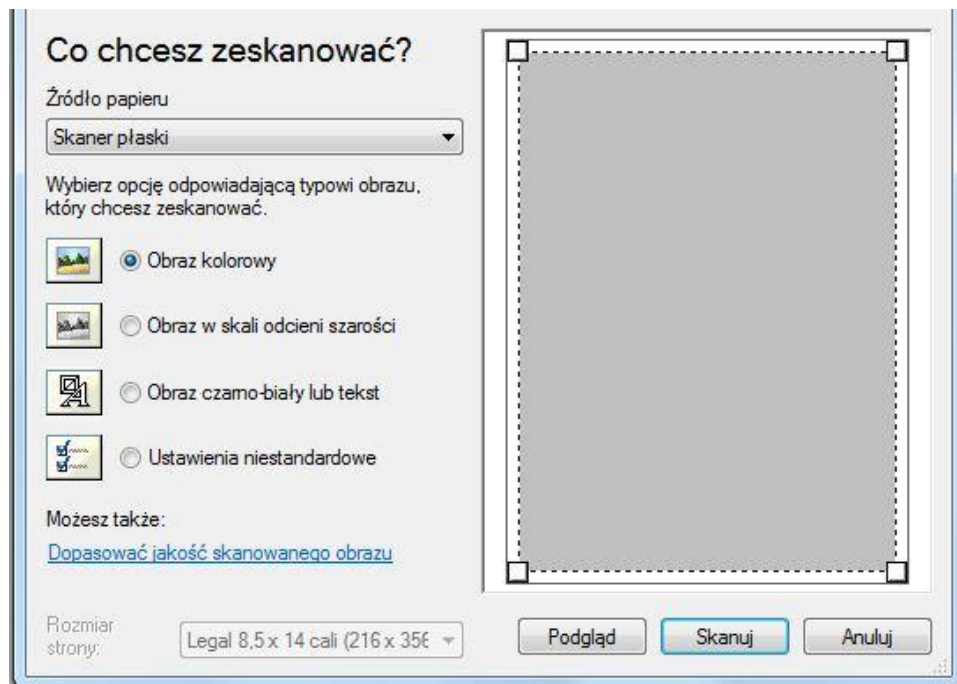 Co chcesz zeskanować?
Źródło papieru
Skaner płaski
Wybierz opcję odpowiadającą typowi obrazu,
który chcesz zeskanować.
Obraz kolorowy
Obraz w skali odcieni szarości
Obraz czarno-biały lub tekst
Ustawienia niestandardowe
Możesz także:
Dopasować jakość skanowanego obrazu
Rozmiar
strony:
Legal 8,5 x 14 cali (216 x 356
Podgląd
Skanuj
Anuluj